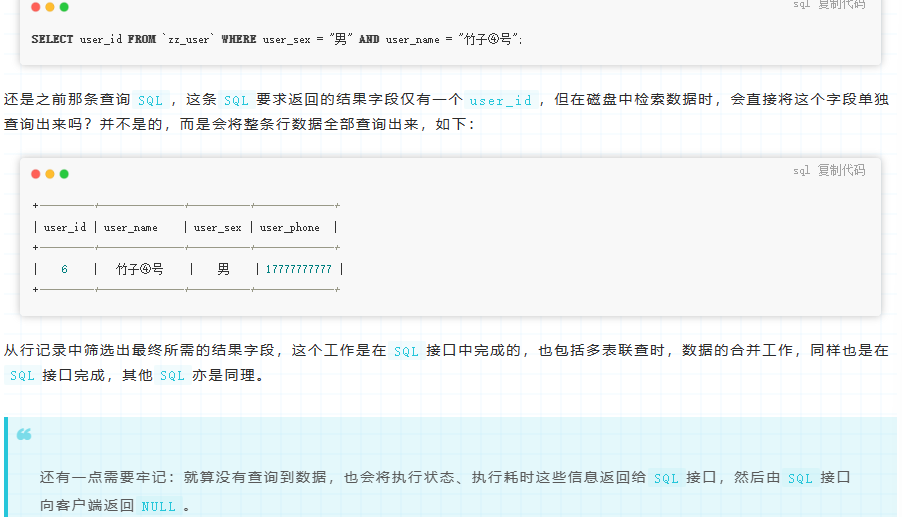 sql 复制代码
SELECT user_id FROM `zz_user` WHERE user_sex = "男" AND user_name = "竹子④号";
还是之前那条查询 SQL ，这条 SQL 要求返回的结果字段仅有一个 user_id ，但在磁盘中检索数据时，会直接将这个字段单独
查询出来吗？并不是的，而是会将整条行数据全部查询出来，如下：
sql 复制代码
+---------+--------------+----------+-------------+
| user_id | user_name | user_sex | user_phone |
+---------+--------------+----------+-------------+
| 6 | 竹子④号 | 男 | 17777777777 |
+---------+--------------+----------+-------------+
从行记录中筛选出最终所需的结果字段，这个工作是在 SQL 接口中完成的，也包括多表联查时，数据的合并工作，同样也是在
SQL 接口完成，其他 SQL 亦是同理。
❝
还有一点需要牢记：就算没有查询到数据，也会将执行状态、执行耗时这些信息返回给 SQL 接口，然后由 SQL 接口
向客户端返回 NULL 。